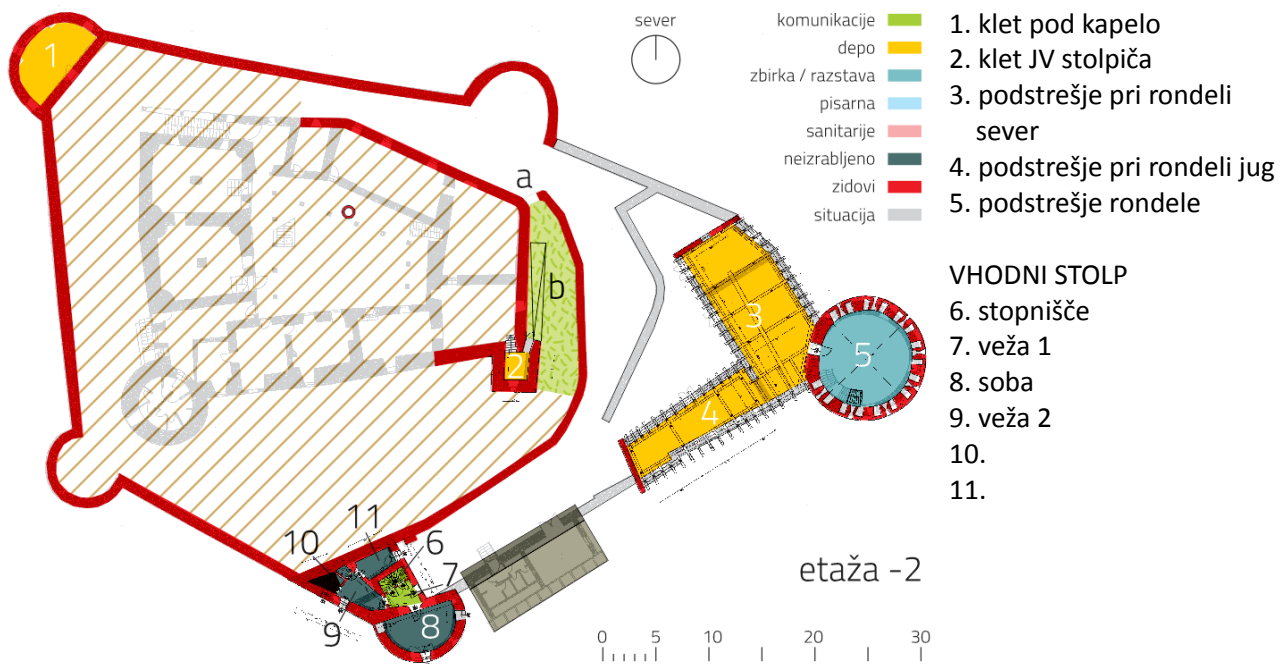 sever
komunikacije
depo
zbirka / razstava
pisarna
sanitarije
neizrabljeno
zidovi
situacija
1. klet pod kapelo
2. klet JV stolpiča
3. podstrešje pri rondeli
sever
4. podstrešje pri rondeli jug
5. podstrešje rondele
VHODNI STOLP
6. stopnišče
7. veža 1
8. soba
9. veža 2
10.
11.
1
a
b
2
3
5
4
11
10
6
7
9
8
etaža -2
0 5 10 20 30